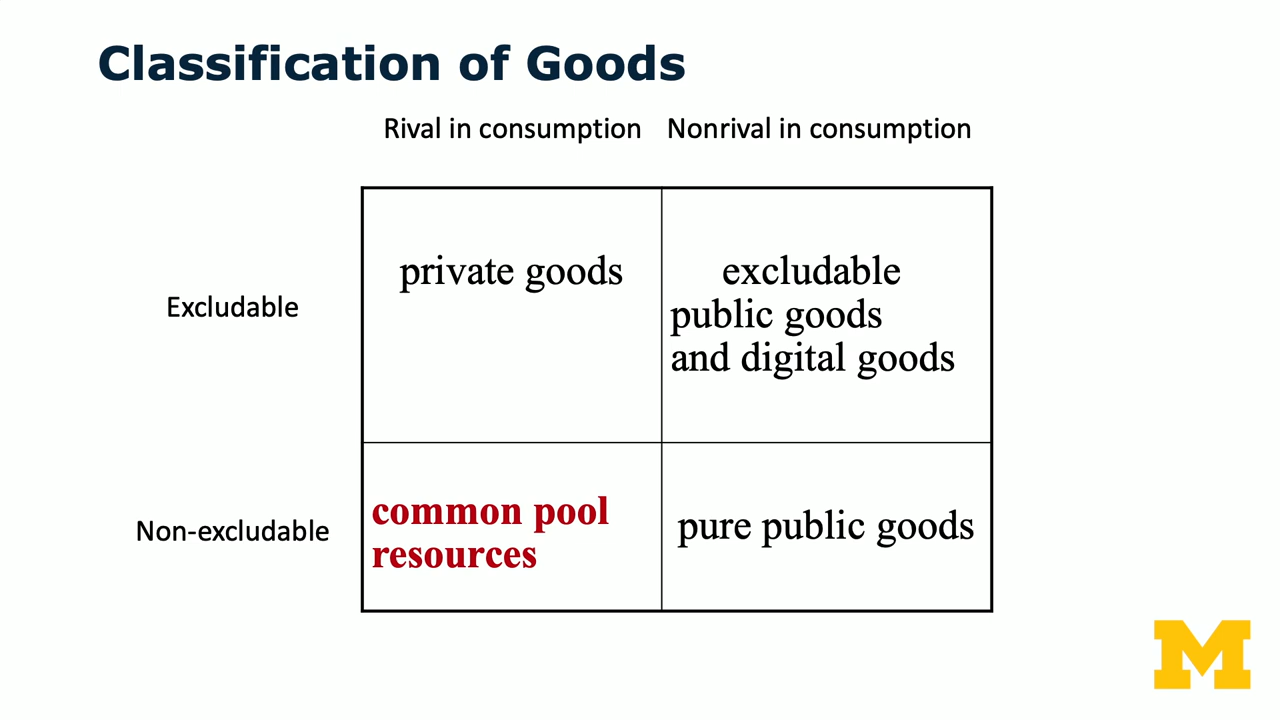 Classification of Goods
Rival in consumption Nonrival in consumption
Excludable
private goods
excludable
public goods
and digital goods
Non-excludable
common pool
resources
pure public goods
M